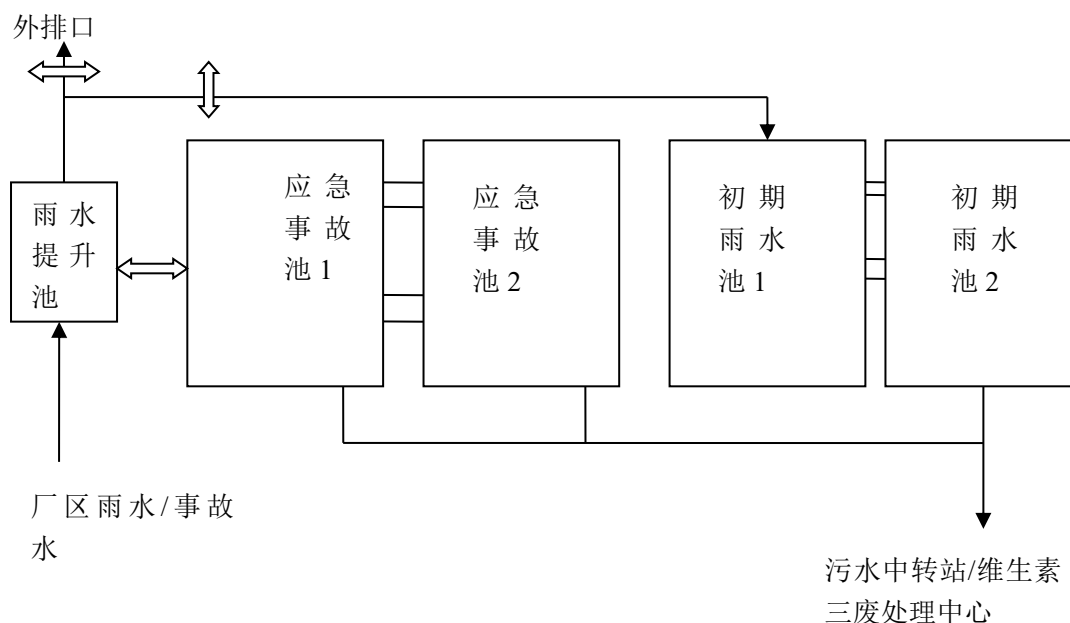 外排口
雨水
提升
池
应急
事故
池1
应急
事故
池2
初期
雨水
池1
初期
雨水
池2
厂区雨水/事故
水
污水中转站/维生素
三废处理中心